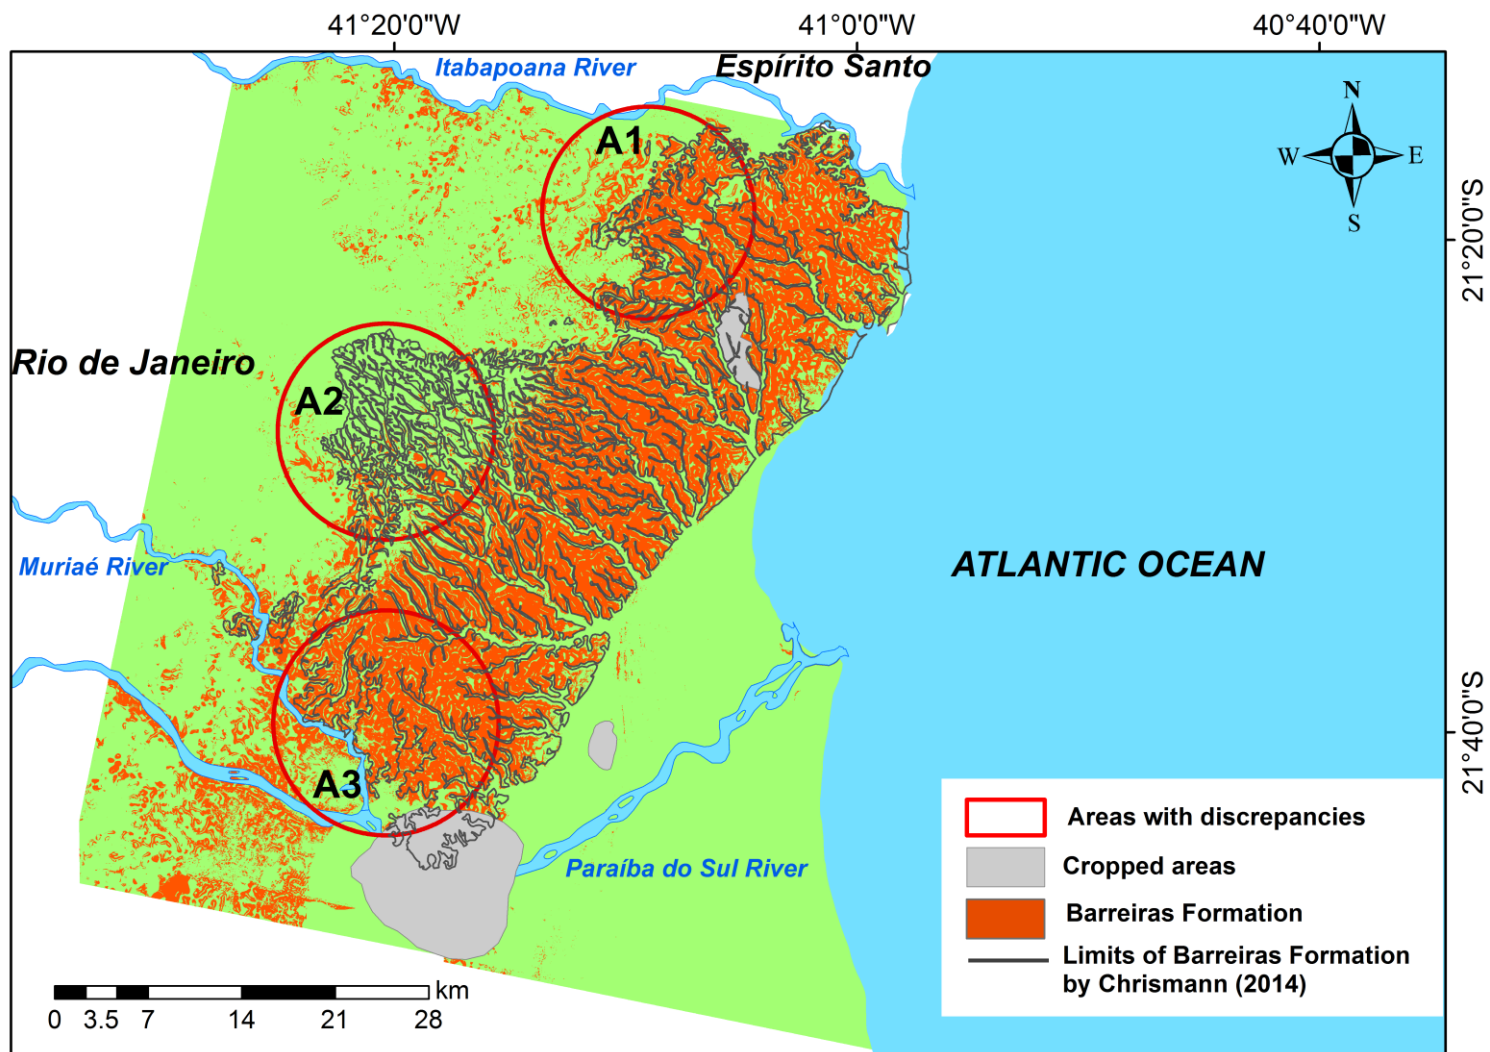 41°20'0"W
41°0'0"W
40°40'0"W
Itabapoana River
Espírito Santo
N
W
E
S
A1
21°20'0"S
Rio de Janeiro
A2
Muriaé River
ATLANTIC OCEAN
21°40'0"S
A3
Paraíba do Sul River
Areas with discrepancies
Cropped areas
Barreiras Formation
Limits of Barreiras Formation
by Chrismann (2014)
km
0 3.5 7 14 21 28